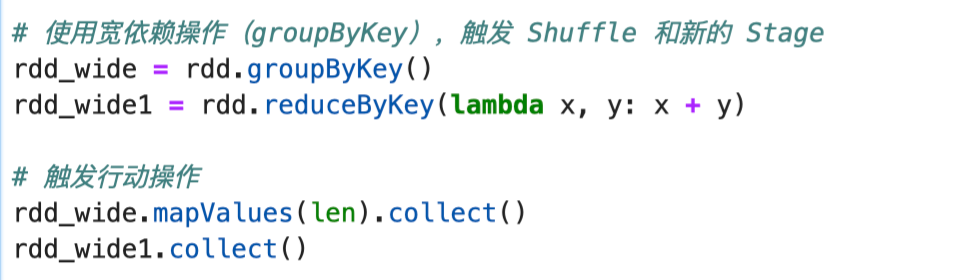 # 使用宽依赖操作（groupByKey），触发 Shuffle 和新的 Stage
rdd_wide = rdd.groupByKey()
rdd_wide1 = rdd.reduceByKey(lambda x, y: x + y)
# 触发行动操作
rdd_wide.mapValues(len).collect()
rdd_wide1.collect()